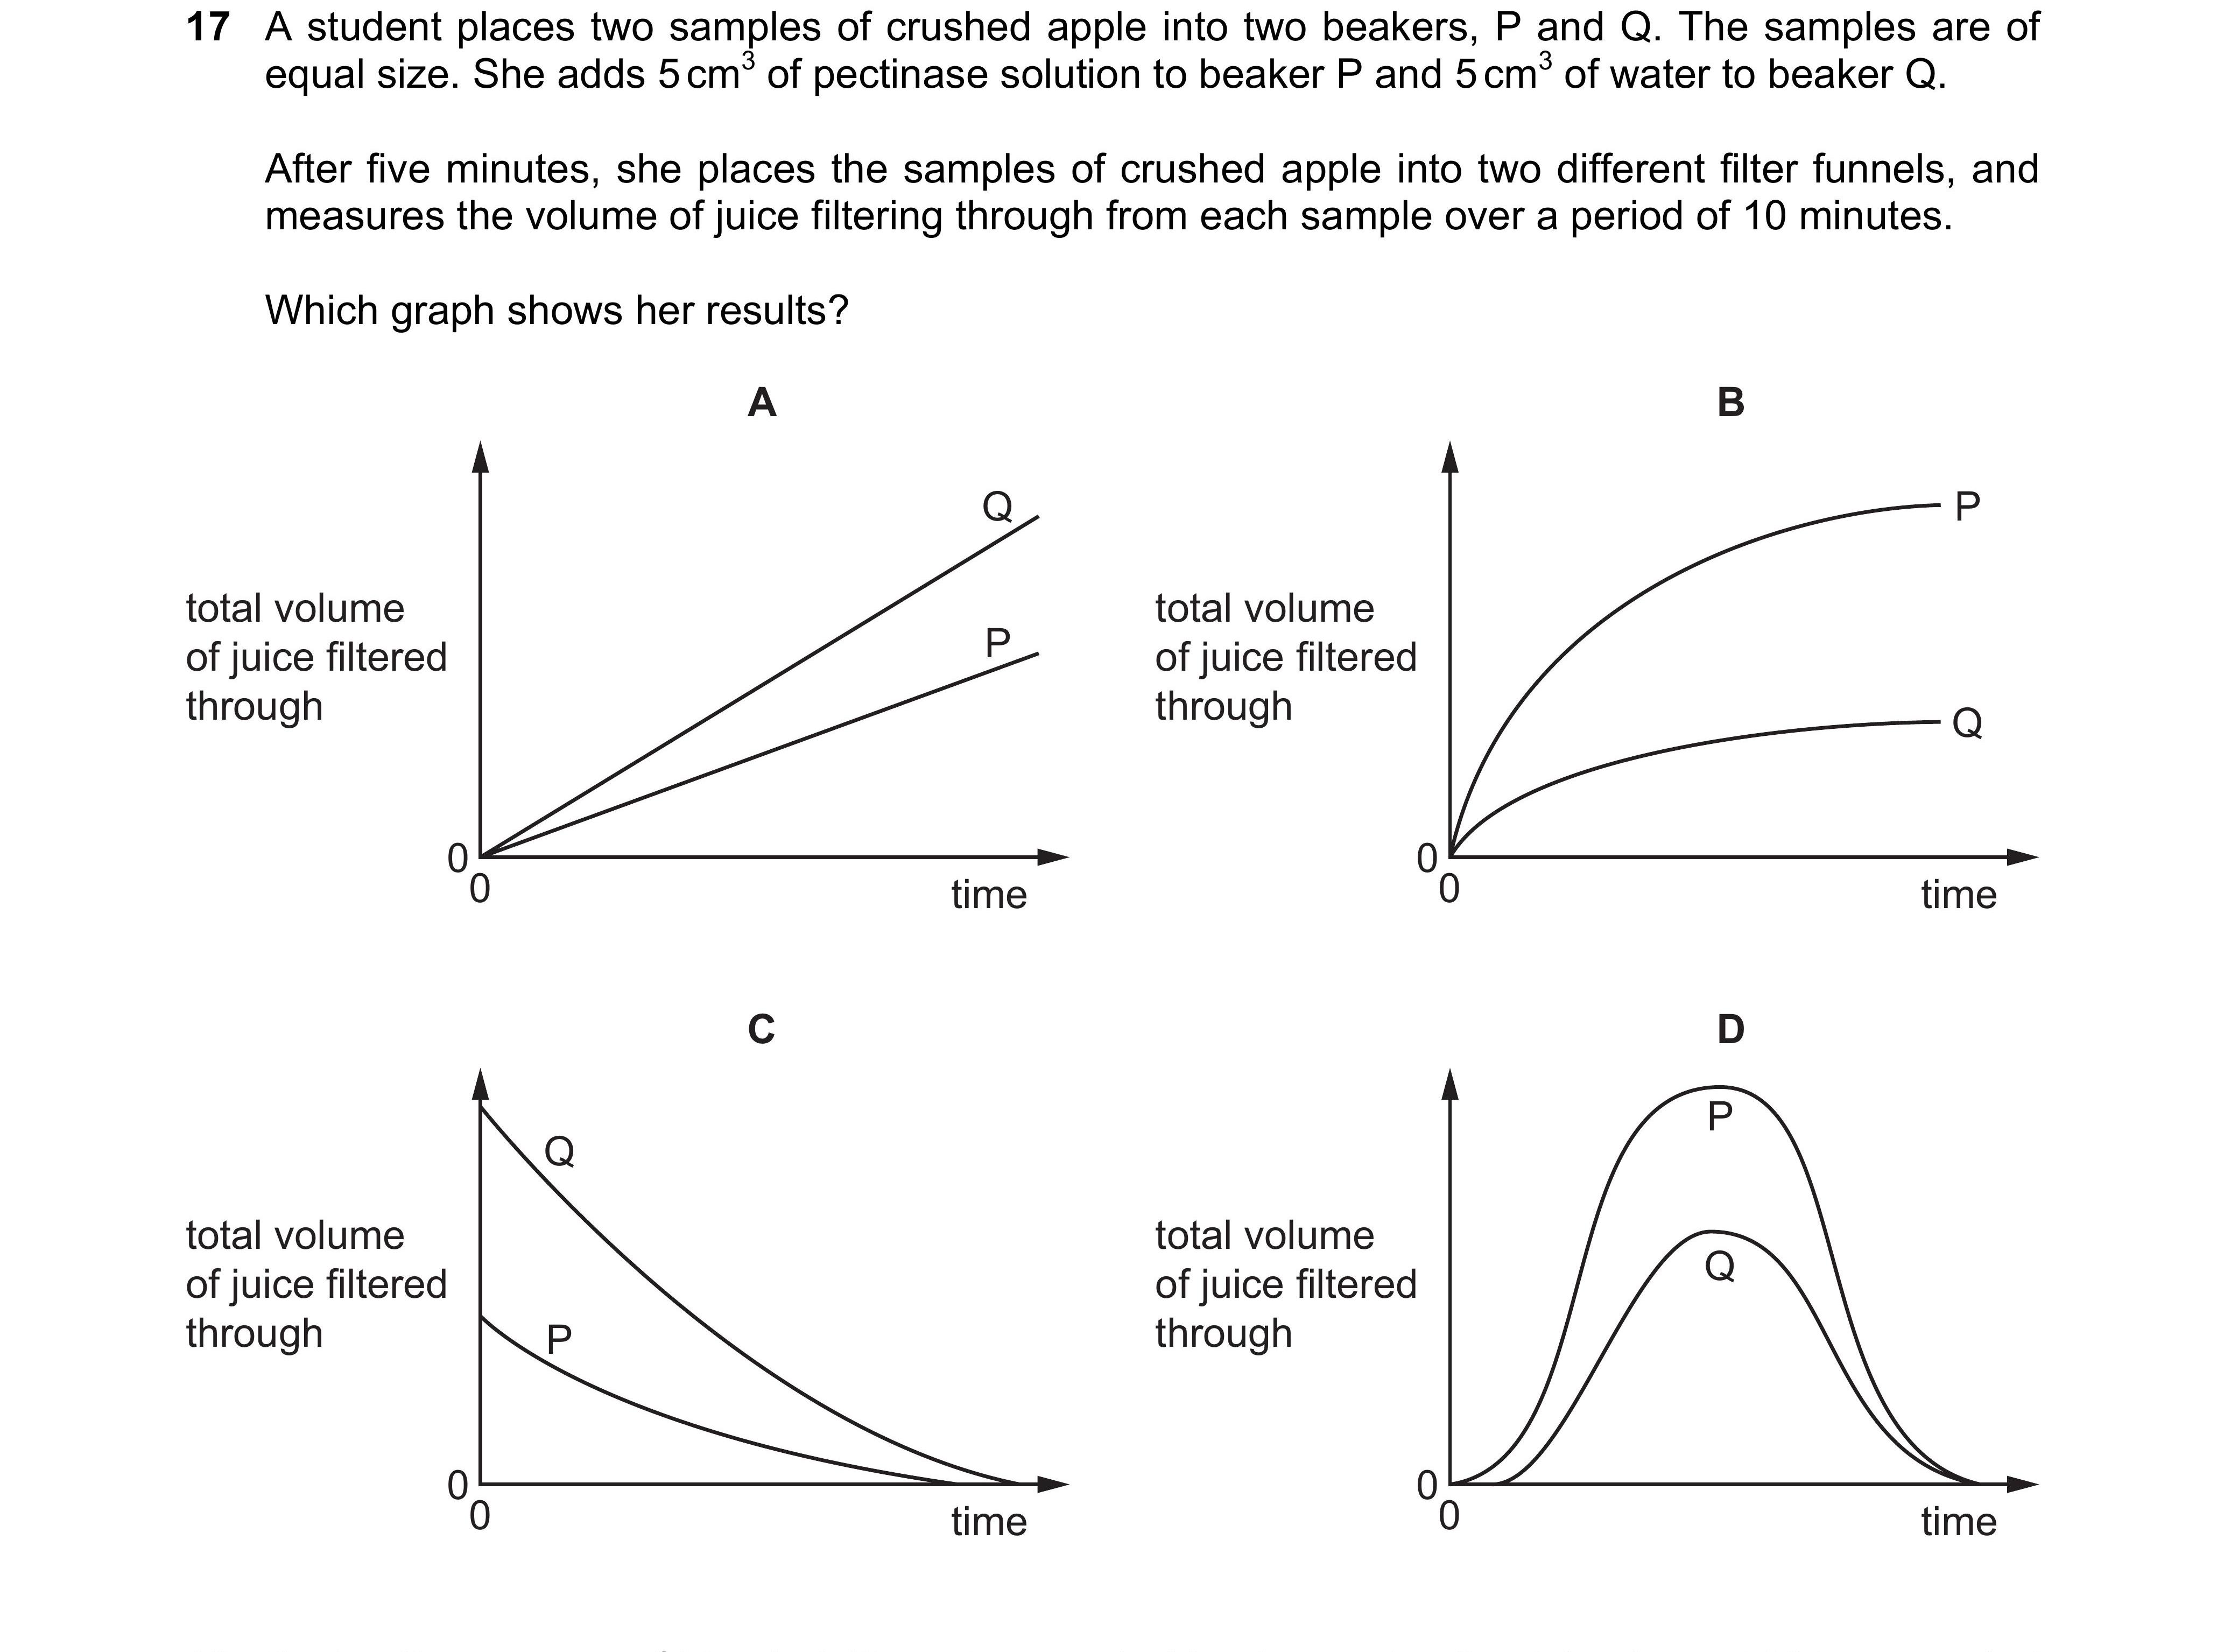 17 A student places two samples of crushed apple into two beakers, P and Q. The samples are of
equal size. She adds 5 cm³ of pectinase solution to beaker P and 5 cm³ of water to beaker Q.
After five minutes, she places the samples of crushed apple into two different filter funnels, and
measures the volume of juice filtering through from each sample over a period of 10 minutes.
Which graph shows her results?
A
Q
P
total volume
of juice filtered
through
0
0
time
B
P
Q
total volume
of juice filtered
through
0
0
time
C
Q
P
total volume
of juice filtered
through
0
0
time
D
P
Q
total volume
of juice filtered
through
0
0
time